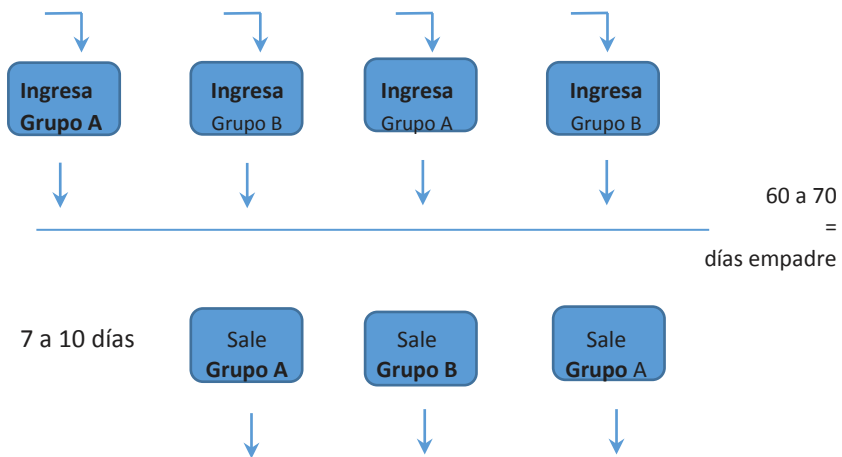 Ingresa
Grupo A
Ingresa
Grupo B
Ingresa
Grupo A
Ingresa
Grupo B
60 a 70
=
días empadre
7 a 10 días
Sale
Grupo A
Sale
Grupo B
Sale
Grupo A